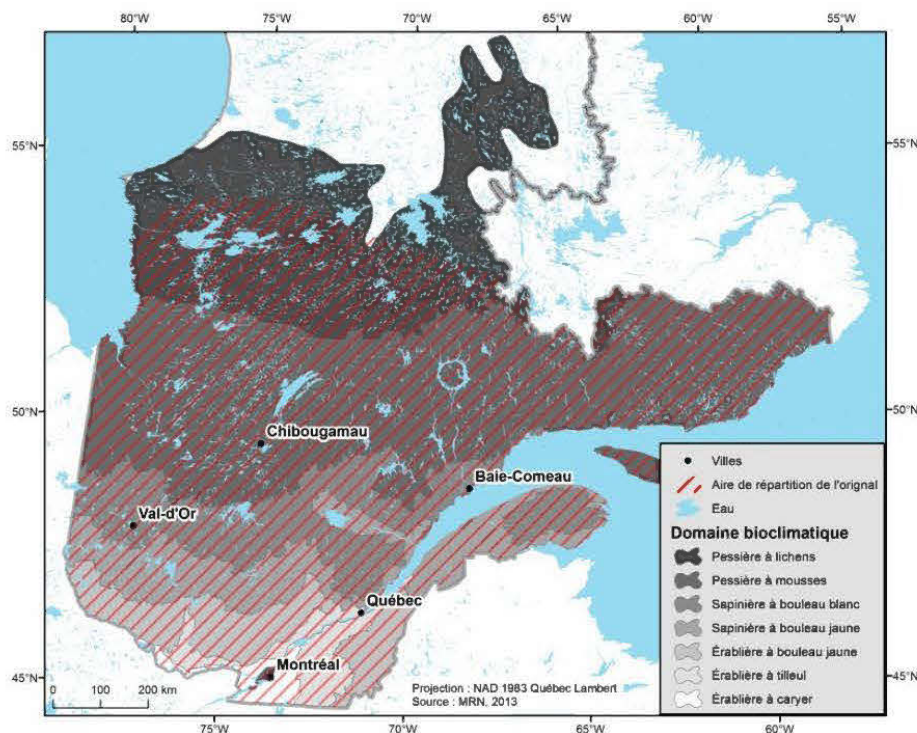 80°W 75°W 70°W 65°W 60°W 55°W
55°N 55°N
50°N 50°N
Chibougamau
Baie-Comeau
Val-d'Or
Québec
Montréal
45°N 45°N
0 100 200 km
Projection : NAD 1983 Québec Lambert
Source : MRN, 2013
Villes
Aire de répartition de l'orignal
Eau
Domaine bioclimatique
Pessière à lichens
Pessière à mousses
Sapinière à bouleau blanc
Sapinière à bouleau jaune
Érablière à bouleau jaune
Érablière à tilleul
Érablière à caryer
75°W 70°W 65°W 60°W